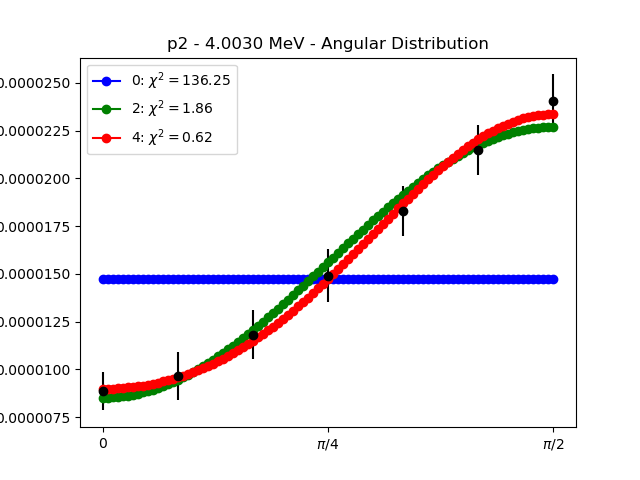 p2 - 4.0030 MeV - Angular Distribution
0: χ² = 136.25
2: χ² = 1.86
4: χ² = 0.62
.0000250
.0000225
.0000200
.0000175
.0000150
.0000125
.0000100
.0000075
0 π/4 π/2